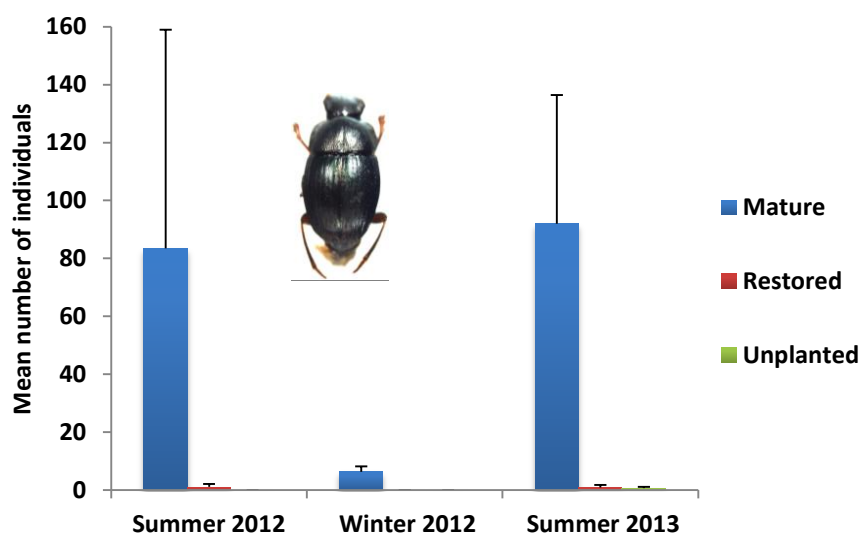 Mean number of individuals
160
140
120
100
80
60
40
20
0
Summer 2012
Winter 2012
Summer 2013
Mature
Restored
Unplanted